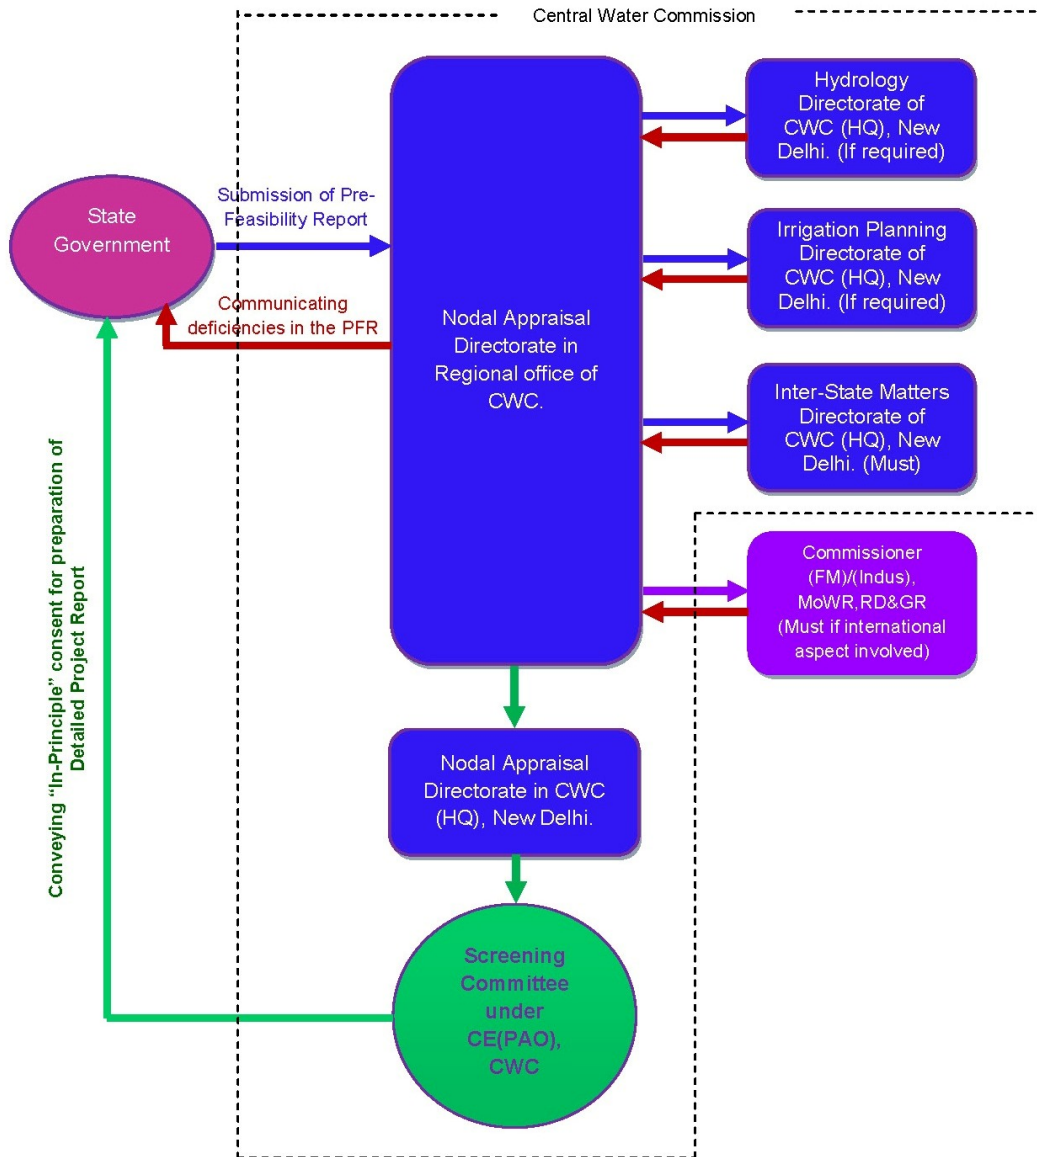 Central Water Commission
Hydrology
Directorate of
CWC (HQ), New
Delhi. (If required)
State
Government
Submission of Pre-
Feasibility Report
Irrigation Planning
Directorate of
CWC (HQ), New
Delhi. (If required)
Communicating
deficiencies in the PFR
Nodal Appraisal
Directorate in
Regional office of
CWC.
Inter-State Matters
Directorate of
CWC (HQ), New
Delhi. (Must)
Commissioner
(FM)/(Indus),
MoWR,RD&GR
(Must if international
aspect involved)
Conveying “In-Principle” consent for preparation of
Detailed Project Report
Nodal Appraisal
Directorate in CWC
(HQ), New Delhi.
Screening
Committee
under
CE(PAO),
CWC